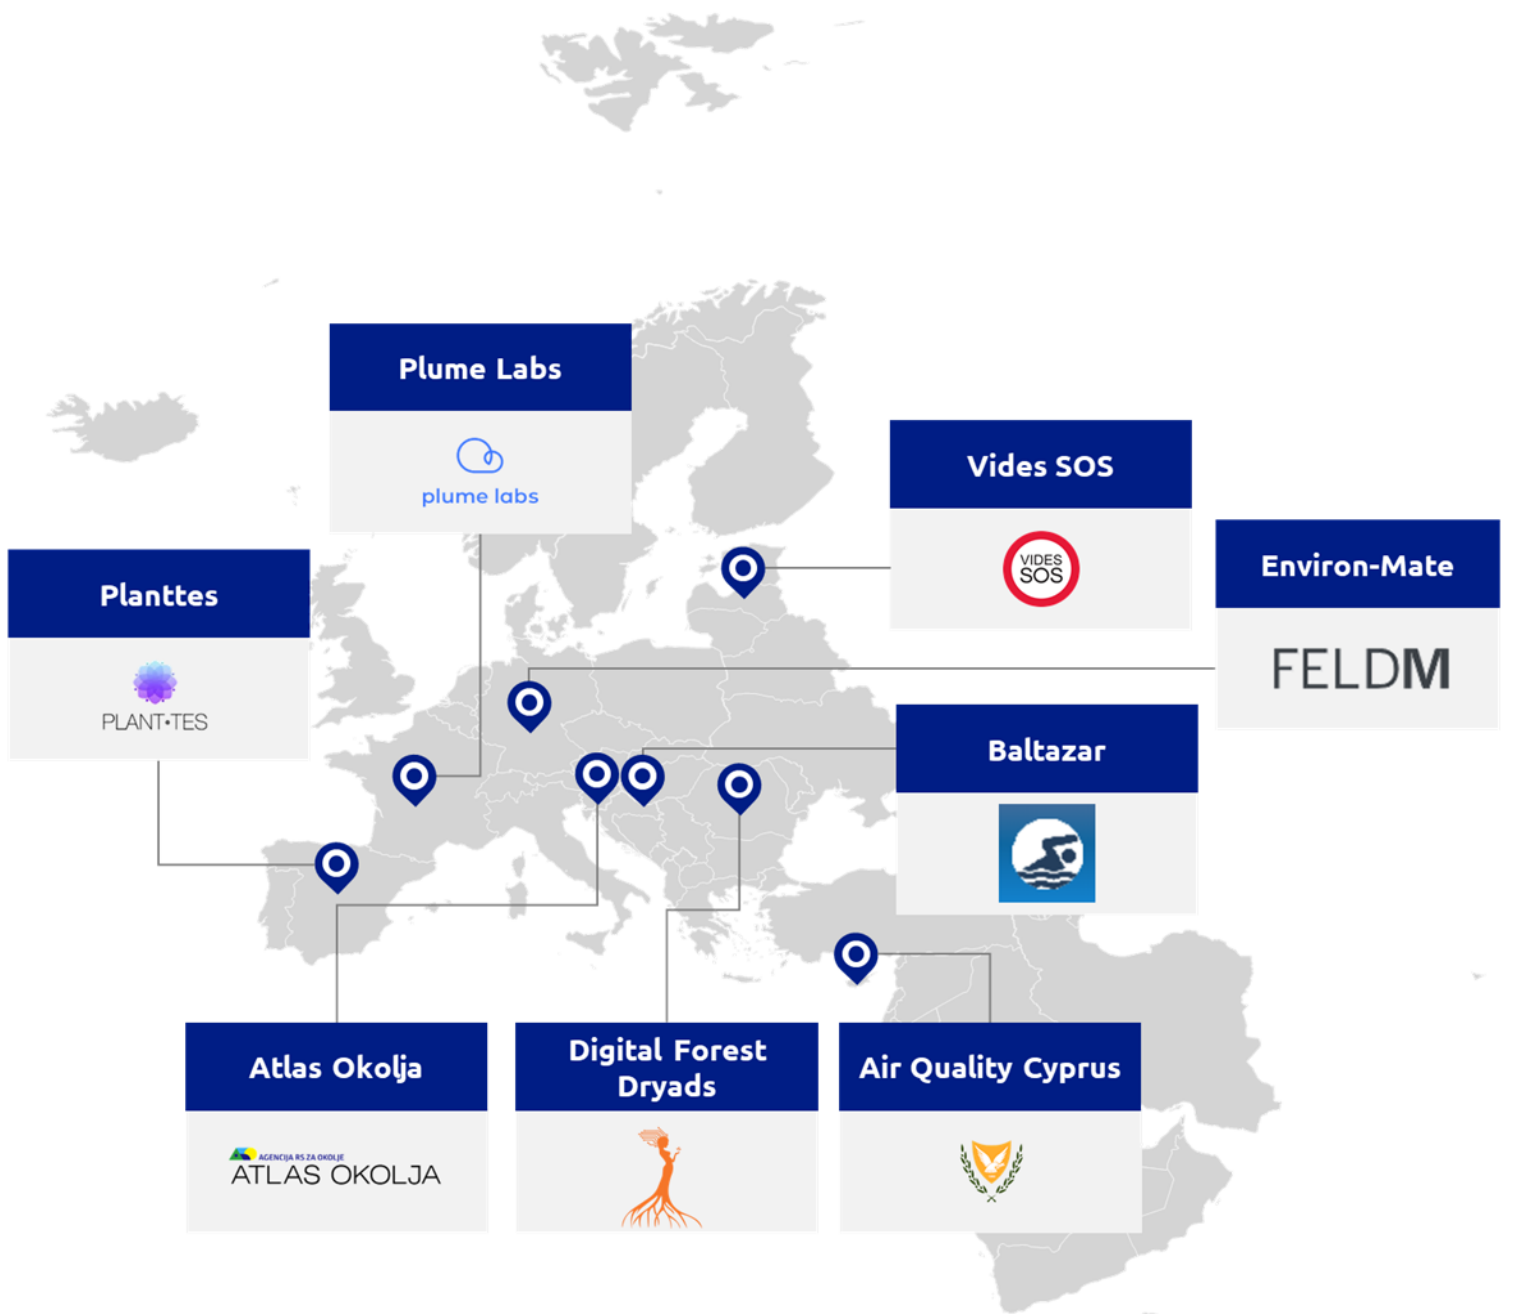 Plume Labs
plume labs
Vides SOS
VIDES
SOS
Environ-Mate
FELDM
Planttes
PLANT•TES
Baltazar
Atlas Okolja
AGENCIJA RS ZA OKOLJE
ATLAS OKOLJA
Digital Forest
Dryads
Air Quality Cyprus